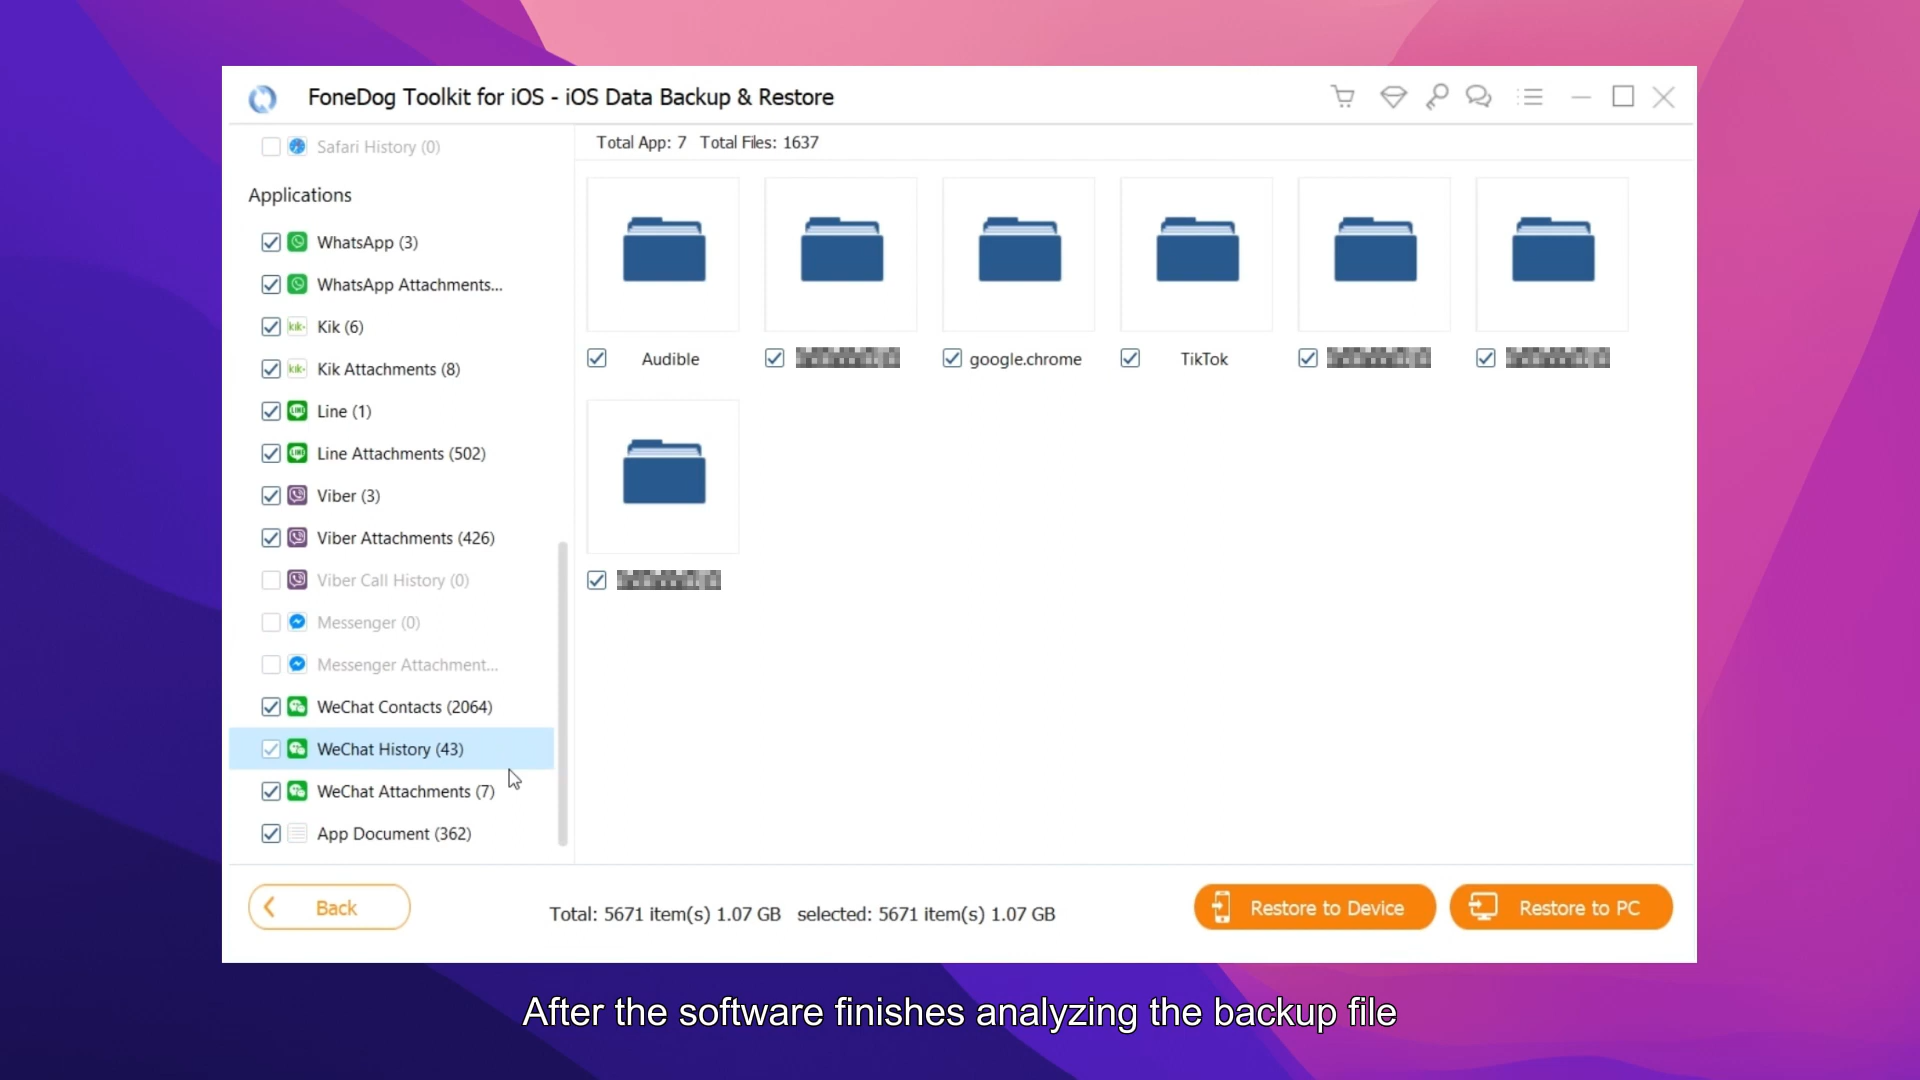 FoneDog Toolkit for iOS - iOS Data Backup & Restore
Safari History (0)
Applications
WhatsApp (3)
WhatsApp Attachments...
Kik (6)
Kik Attachments (8)
Line (1)
Line Attachments (502)
Viber (3)
Viber Attachments (426)
Viber Call History (0)
Messenger (0)
Messenger Attachment...
WeChat Contacts (2064)
WeChat History (43)
WeChat Attachments (7)
App Document (362)
Total App: 7 Total Files: 1637
Audible
google.chrome
TikTok
Back
Total: 5671 item(s) 1.07 GB selected: 5671 item(s) 1.07 GB
Restore to Device
Restore to PC
After the software finishes analyzing the backup file